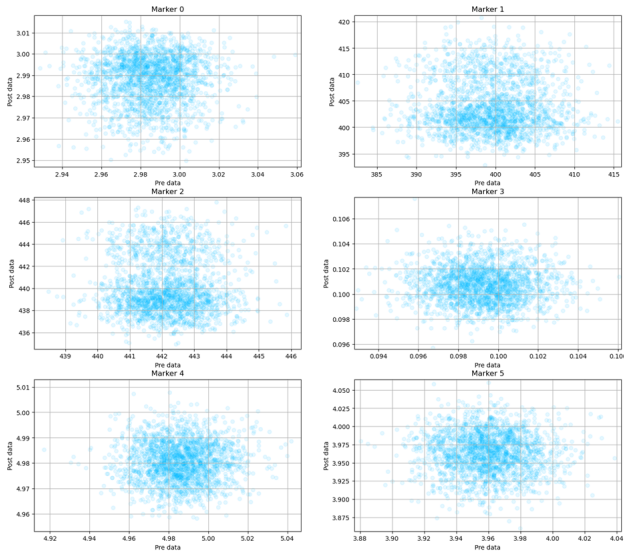 Marker 0
3.01
3.00
2.99
2.98
2.97
2.96
2.95
Post data
2.94 2.96 2.98 3.00 3.02 3.04 3.06
Pre data
Marker 1
420
415
410
405
400
395
Post data
385 390 395 400 405 410 415
Pre data
Marker 2
448
446
444
442
440
438
436
Post data
439 440 441 442 443 444 445 446
Pre data
Marker 3
0.106
0.104
0.102
0.100
0.098
0.096
Post data
0.094 0.096 0.098 0.100 0.102 0.104 0.106
Pre data
Marker 4
5.01
5.00
4.99
4.98
4.97
4.96
Post data
4.92 4.94 4.96 4.98 5.00 5.02 5.04
Pre data
Marker 5
4.050
4.025
4.000
3.975
3.950
3.925
3.900
3.875
Post data
3.88 3.90 3.92 3.94 3.96 3.98 4.00 4.02 4.04
Pre data